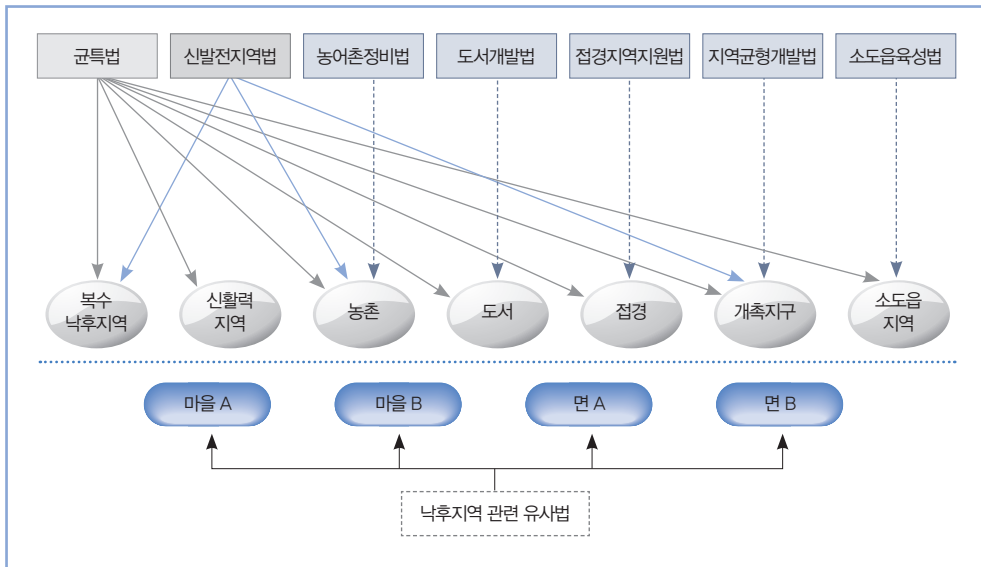 균특법
신발전지역법
농어촌정비법
도서개발법
접경지역지원법
지역균형개발법
소도읍육성법
복수
낙후지역
신활력
지역
농촌
도서
접경
개촉지구
소도읍
지역
마을 A
마을 B
면 A
면 B
낙후지역 관련 유사법